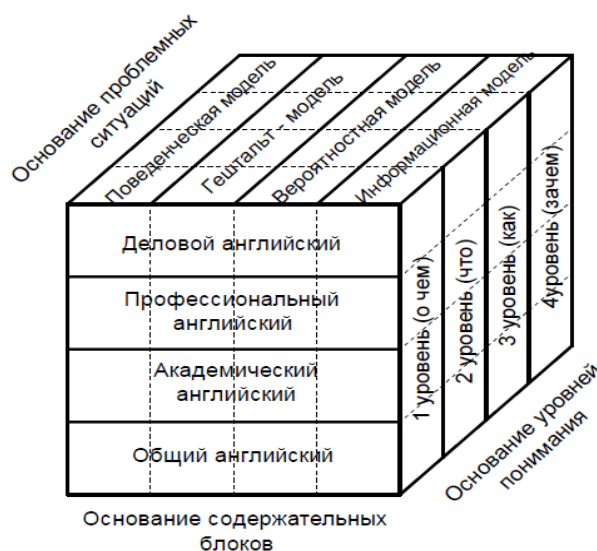 Основание проблемных
ситуаций
Поведенческая модель
Гештальт - модель
Вероятностная модель
Информационная модель
Деловой английский
Профессиональный
английский
Академический
английский
Общий английский
1 уровень (о чем)
2 уровень (что)
3 уровень (как)
4уровень (зачем)
Основание уровней
понимания
Основание содержательных
блоков